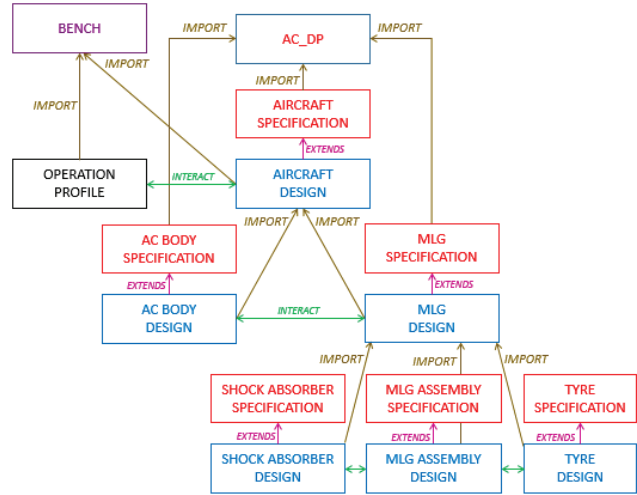 BENCH
IMPORT
IMPORT
AC_DP
IMPORT
IMPORT
IMPORT
IMPORT
AIRCRAFT
SPECIFICATION
EXTENDS
OPERATION
PROFILE
INTERACT
AIRCRAFT
DESIGN
IMPORT
IMPORT
AC BODY
SPECIFICATION
MLG
SPECIFICATION
EXTENDS
EXTENDS
AC BODY
DESIGN
INTERACT
MLG
DESIGN
IMPORT
IMPORT
IMPORT
SHOCK ABSORBER
SPECIFICATION
MLG ASSEMBLY
SPECIFICATION
TYRE
SPECIFICATION
EXTENDS
EXTENDS
EXTENDS
SHOCK ABSORBER
DESIGN
MLG ASSEMBLY
DESIGN
TYRE
DESIGN